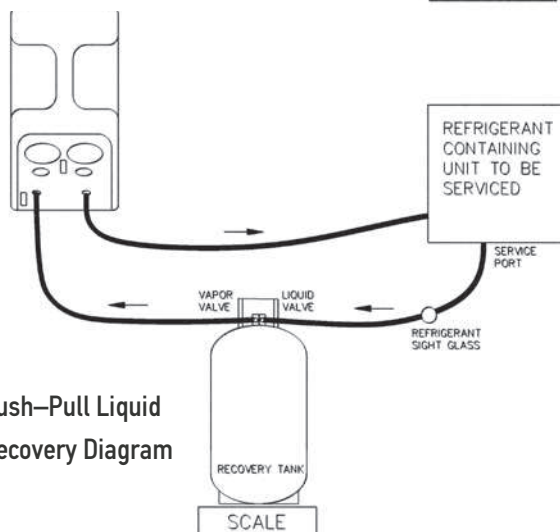 REFRIGERANT
CONTAINING
UNIT TO BE
SERVICED
SERVICE
PORT
VAPOR
VALVE
LIQUID
VALVE
REFRIGERANT
SIGHT GLASS
ush–Pull Liquid
ecovery Diagram
RECOVERY TANK
SCALE